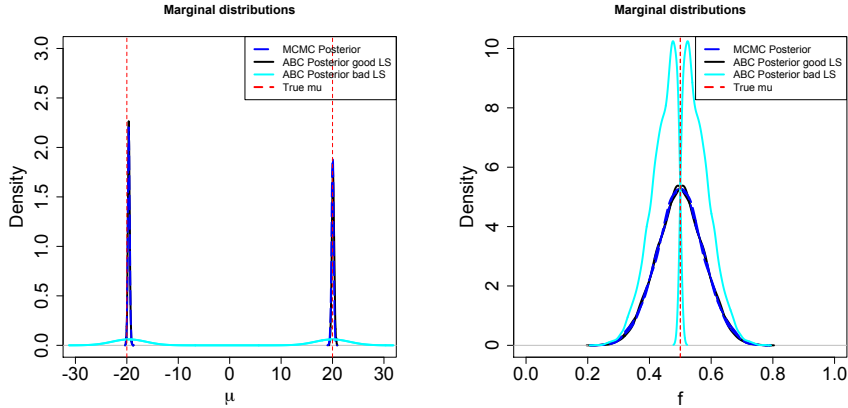 Marginal distributions
MCMC Posterior
ABC Posterior good LS
ABC Posterior bad LS
True mu
Density
0.0 0.5 1.0 1.5 2.0 2.5 3.0
-30 -20 -10 0 10 20 30
μ
Marginal distributions
MCMC Posterior
ABC Posterior good LS
ABC Posterior bad LS
True mu
Density
0 2 4 6 8 10
0.0 0.2 0.4 0.6 0.8 1.0
f